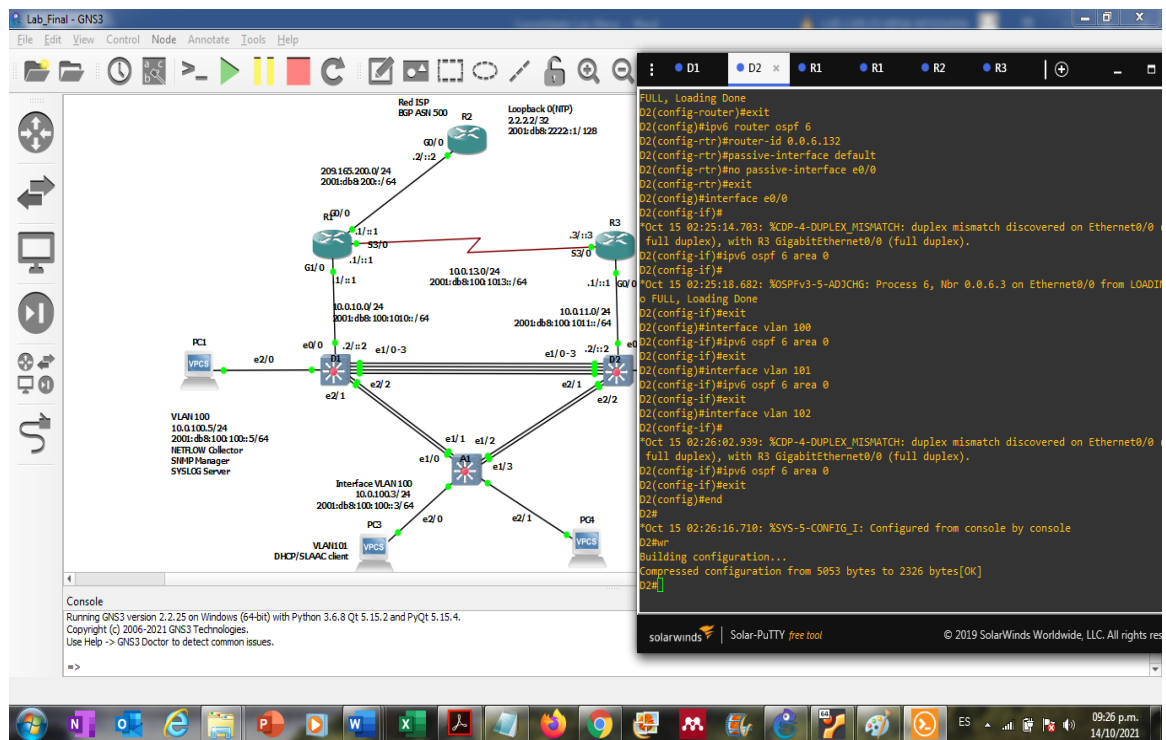 Lab_Final - GNS3
File Edit View Control Node Annotate Tools Help
Red ISP
BGP ASN 500
R2
Loopback 0(NTP)
2.2.2.2/32
2001:db8:2222::1/128
G0/0
.2/::2
209.165.200.0/24
2001:db8:200::/64
R1
G0/0
.1/::1
S3/0
.1/::1
G1/0
.1/::1
R3
.3/::3
S3/0
10.0.13.0/24
2001:db8:100:1013::/64
.1/::1 G0/0
10.0.10.0/24
2001:db8:100:1010::/64
10.0.11.0/24
2001:db8:100:1011::/64
PC1
VPCS
e2/0
e0/0
.2/::2
e1/0-3
D1
e1/0-3
.2/::2
D2
e2/2
e2/1
e2/1
e2/2
VLAN 100
10.0.100.5/24
2001:db8:100:100::5/64
NETFLOW Collector
SNMP Manager
SYSLOG Server
e1/1
e1/2
e1/0
A1
e1/3
Interface VLAN 100
10.0.100.3/24
2001:db8:100:100::3/64
PC3
VPCS
e2/0
e2/1
PC4
VPCS
VLAN101
DHCP/SLAAC client
Console
Running GNS3 version 2.2.25 on Windows (64-bit) with Python 3.6.8 Qt 5.15.2 and PyQt 5.15.4.
Copyright (c) 2006-2021 GNS3 Technologies.
Use Help -> GNS3 Doctor to detect common issues.
=>
D1 D2 × R1 R1 R2 R3
FULL, Loading Done
D2(config-router)#exit
D2(config)#ipv6 router ospf 6
D2(config-rtr)#router-id 0.0.6.132
D2(config-rtr)#passive-interface default
D2(config-rtr)#no passive-interface e0/0
D2(config-rtr)#exit
D2(config)#interface e0/0
D2(config-if)#
*Oct 15 02:25:14.703: %CDP-4-DUPLEX_MISMATCH: duplex mismatch discovered on Ethernet0/0 (
full duplex), with R3 GigabitEthernet0/0 (full duplex).
D2(config-if)#ipv6 ospf 6 area 0
D2(config-if)#
*Oct 15 02:25:18.682: %OSPFv3-5-ADJCHG: Process 6, Nbr 0.0.6.3 on Ethernet0/0 from LOADIN
o FULL, Loading Done
D2(config-if)#exit
D2(config)#interface vlan 100
D2(config-if)#ipv6 ospf 6 area 0
D2(config-if)#exit
D2(config)#interface vlan 101
D2(config-if)#ipv6 ospf 6 area 0
D2(config-if)#exit
D2(config)#interface vlan 102
D2(config-if)#
*Oct 15 02:26:02.939: %CDP-4-DUPLEX_MISMATCH: duplex mismatch discovered on Ethernet0/0 (
full duplex), with R3 GigabitEthernet0/0 (full duplex).
D2(config-if)#ipv6 ospf 6 area 0
D2(config-if)#exit
D2(config)#end
D2#
*Oct 15 02:26:16.710: %SYS-5-CONFIG_I: Configured from console by console
D2#wr
Building configuration...
Compressed configuration from 5053 bytes to 2326 bytes[OK]
D2#
solarwinds Solar-PuTTY free tool © 2019 SolarWinds Worldwide, LLC. All rights res
ES
09:26 p.m.
14/10/2021